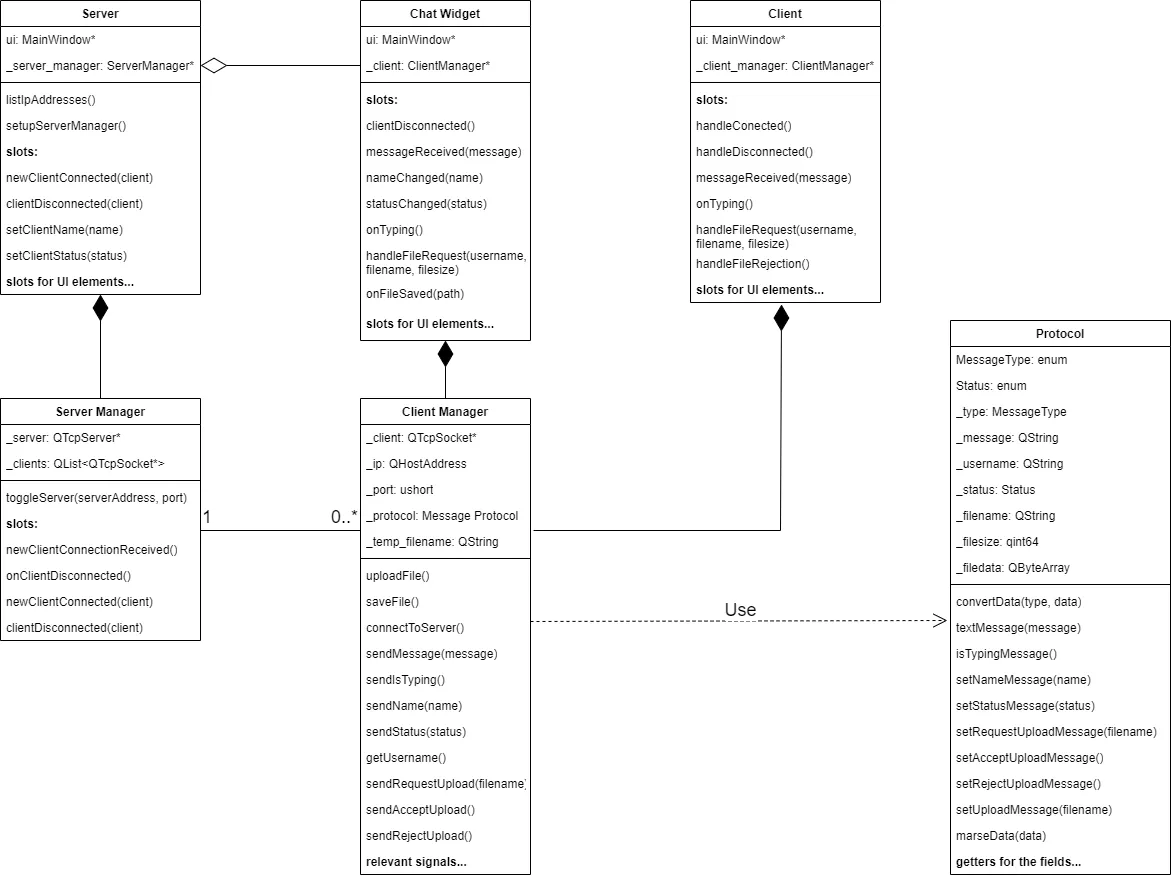 Server
ui: MainWindow*
_server_manager: ServerManager*
listIpAddresses()
setupServerManager()
slots:
newClientConnected(client)
clientDisconnected(client)
setClientName(name)
setClientStatus(status)
slots for UI elements...
Chat Widget
ui: MainWindow*
_client: ClientManager*
slots:
clientDisconnected()
messageReceived(message)
nameChanged(name)
statusChanged(status)
onTyping()
handleFileRequest(username,
filename, filesize)
onFileSaved(path)
slots for UI elements...
Client
ui: MainWindow*
_client_manager: ClientManager*
slots:
handleConected()
handleDisconnected()
messageReceived(message)
onTyping()
handleFileRequest(username,
filename, filesize)
handleFileRejection()
slots for UI elements...
Server Manager
_server: QTcpServer*
_clients: QList<QTcpSocket*>
toggleServer(serverAddress, port)
slots:
newClientConnectionReceived()
onClientDisconnected()
newClientConnected(client)
clientDisconnected(client)
1
0..*
Client Manager
_client: QTcpSocket*
_ip: QHostAddress
_port: ushort
_protocol: Message Protocol
_temp_filename: QString
uploadFile()
saveFile()
connectToServer()
sendMessage(message)
sendIsTyping()
sendName(name)
sendStatus(status)
getUsername()
sendRequestUpload(filename)
sendAcceptUpload()
sendRejectUpload()
relevant signals...
Use
Protocol
MessageType: enum
Status: enum
_type: MessageType
_message: QString
_username: QString
_status: Status
_filename: QString
_filesize: qint64
_filedata: QByteArray
convertData(type, data)
textMessage(message)
isTypingMessage()
setNameMessage(name)
setStatusMessage(status)
setRequestUploadMessage(filename)
setAcceptUploadMessage()
setRejectUploadMessage()
setUploadMessage(filename)
marseData(data)
getters for the fields...